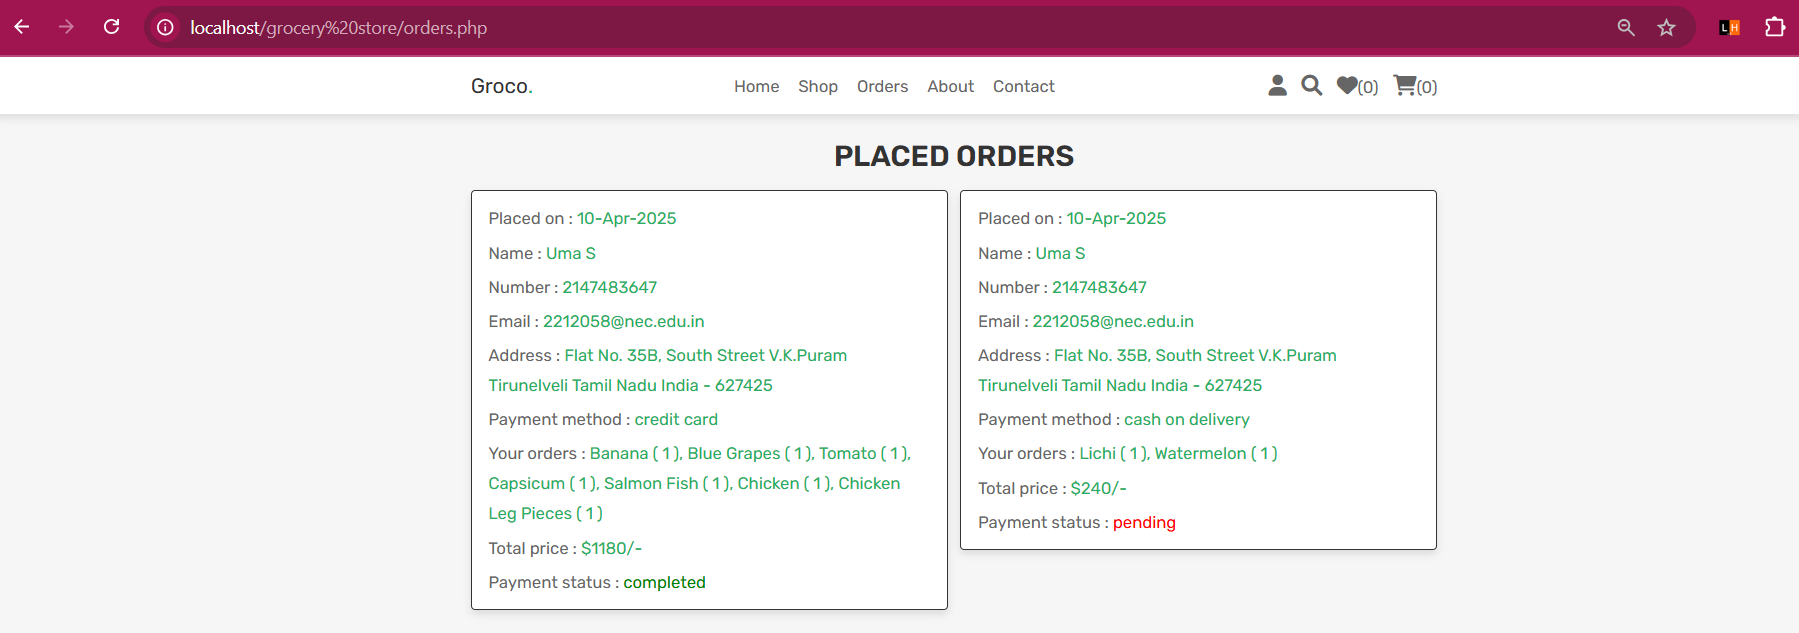 localhost/grocery%20store/orders.php
LH
Groco.
Home Shop Orders About Contact
(0) (0)
PLACED ORDERS
Placed on : 10-Apr-2025
Name : Uma S
Number : 2147483647
Email : 2212058@nec.edu.in
Address : Flat No. 35B, South Street V.K.Puram
Tirunelveli Tamil Nadu India - 627425
Payment method : credit card
Your orders : Banana ( 1 ), Blue Grapes ( 1 ), Tomato ( 1 ),
Capsicum ( 1 ), Salmon Fish ( 1 ), Chicken ( 1 ), Chicken
Leg Pieces ( 1 )
Total price : $1180/-
Payment status : completed
Placed on : 10-Apr-2025
Name : Uma S
Number : 2147483647
Email : 2212058@nec.edu.in
Address : Flat No. 35B, South Street V.K.Puram
Tirunelveli Tamil Nadu India - 627425
Payment method : cash on delivery
Your orders : Lichi ( 1 ), Watermelon ( 1 )
Total price : $240/-
Payment status : pending